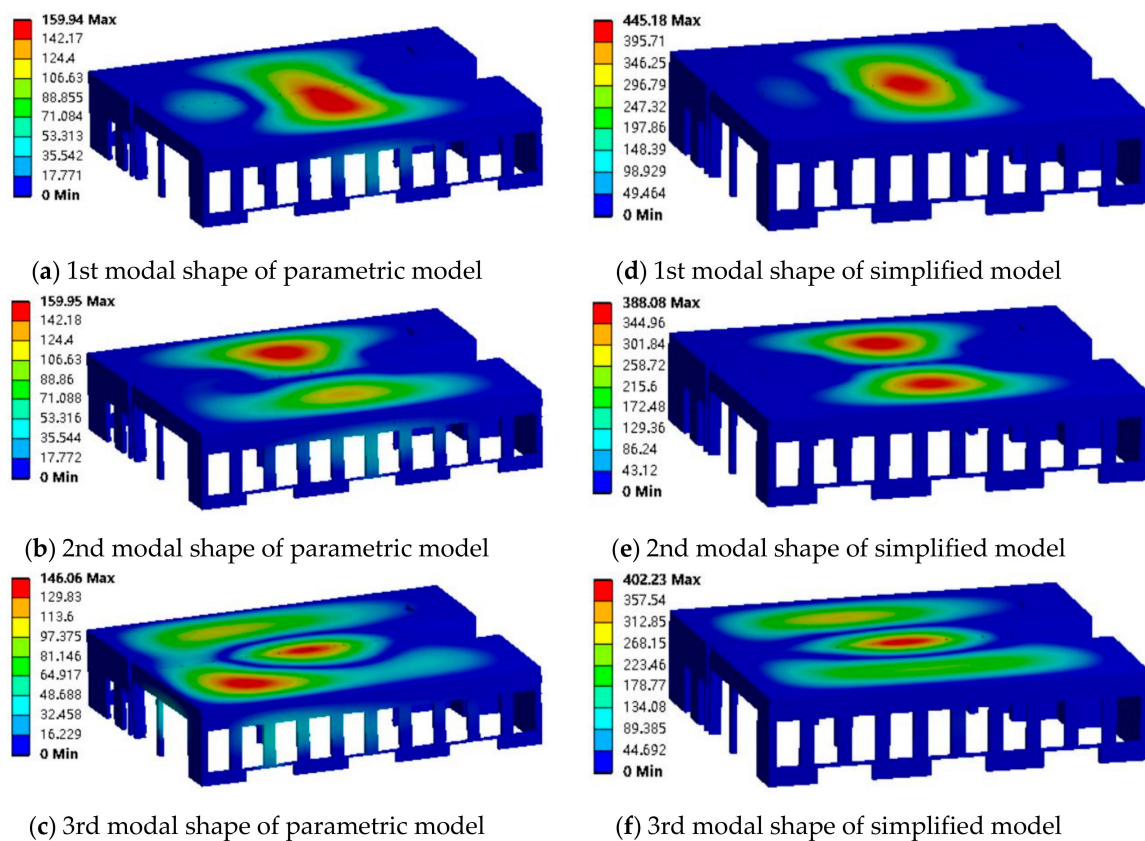 159.94 Max
142.17
124.4
106.63
88.855
71.084
53.313
35.542
17.771
0 Min
(a) 1st modal shape of parametric model
445.18 Max
395.71
346.25
296.79
247.32
197.86
148.39
98.929
49.464
0 Min
(d) 1st modal shape of simplified model
159.95 Max
142.18
124.4
106.63
88.86
71.088
53.316
35.544
17.772
0 Min
(b) 2nd modal shape of parametric model
388.08 Max
344.96
301.84
258.72
215.6
172.48
129.36
86.24
43.12
0 Min
(e) 2nd modal shape of simplified model
146.06 Max
129.83
113.6
97.375
81.146
64.917
48.688
32.458
16.229
0 Min
(c) 3rd modal shape of parametric model
402.23 Max
357.54
312.85
268.15
223.46
178.77
134.08
89.385
44.692
0 Min
(f) 3rd modal shape of simplified model